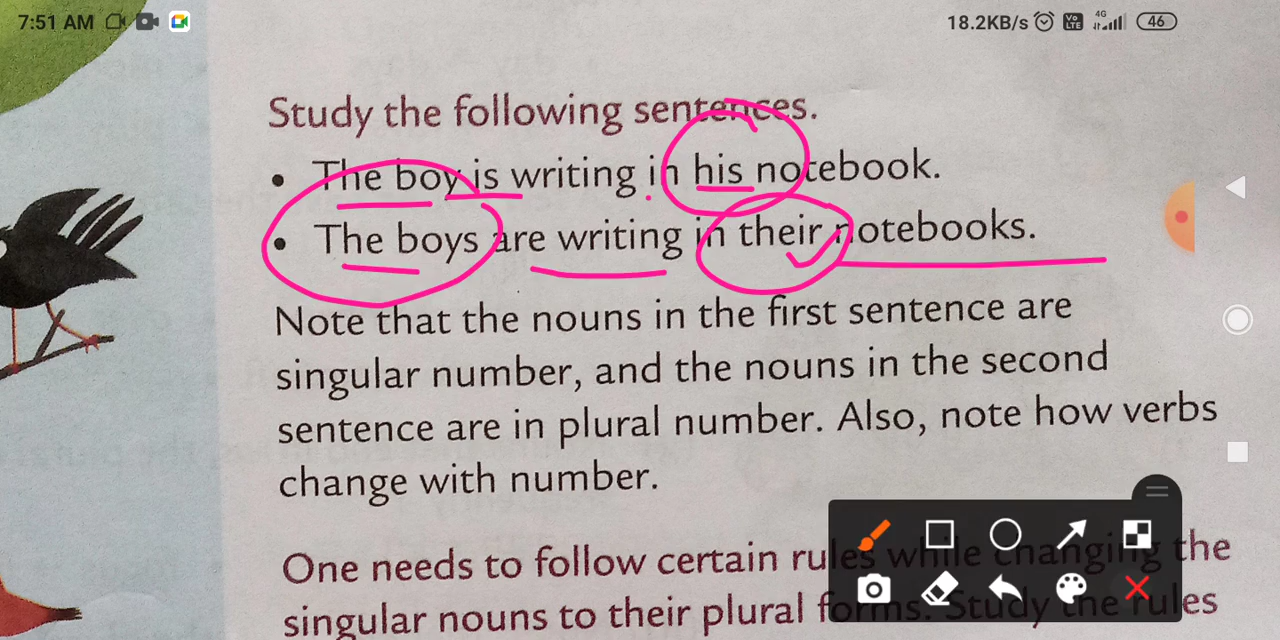 7:51 AM
18.2KB/s Vo LTE 4G 46
Study the following sentences.
• The boy is writing in his notebook.
• The boys are writing in their notebooks.
Note that the nouns in the first sentence are
singular number, and the nouns in the second
sentence are in plural number. Also, note how verbs
change with number.
One needs to follow certain rules while changing the
singular nouns to their plural forms. Study the rules